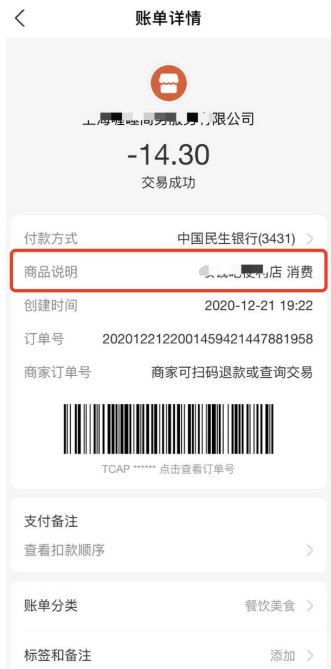 账单详情
限公司
-14.30
交易成功
付款方式 中国民生银行(3431)
商品说明 店 消费
创建时间 2020-12-21 19:22
订单号 2020122122001459421447881958
商家订单号 商家可扫码退款或查询交易
TCAP ****** 点击查看订单号
支付备注
查看扣款顺序
账单分类 餐饮美食
标签和备注 添加